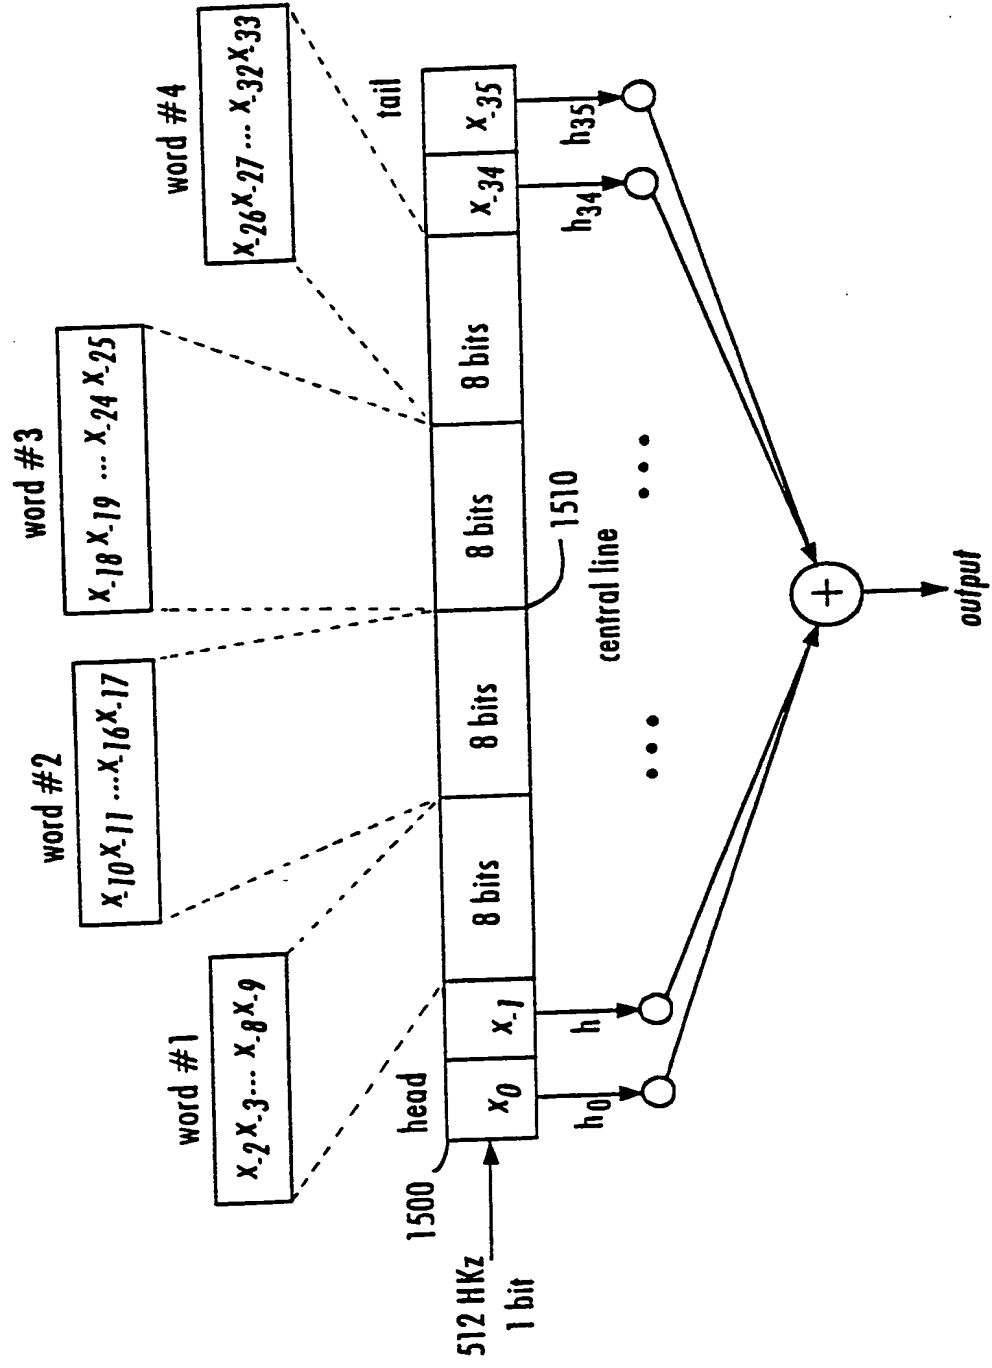 word #1
word #2
word #3
word #4
X-2X-3... X-8X-9
X-10X-11 ...X-16X-17
X-18X-19 ... X-24X-25
X-26X-27 ... X-32X-33
1500
head
tail
512 HKz
1 bit
X0
X-1
8 bits
8 bits
8 bits
8 bits
X-34
X-35
h0
h
central line
1510
h34
h35
... 
...
+
output